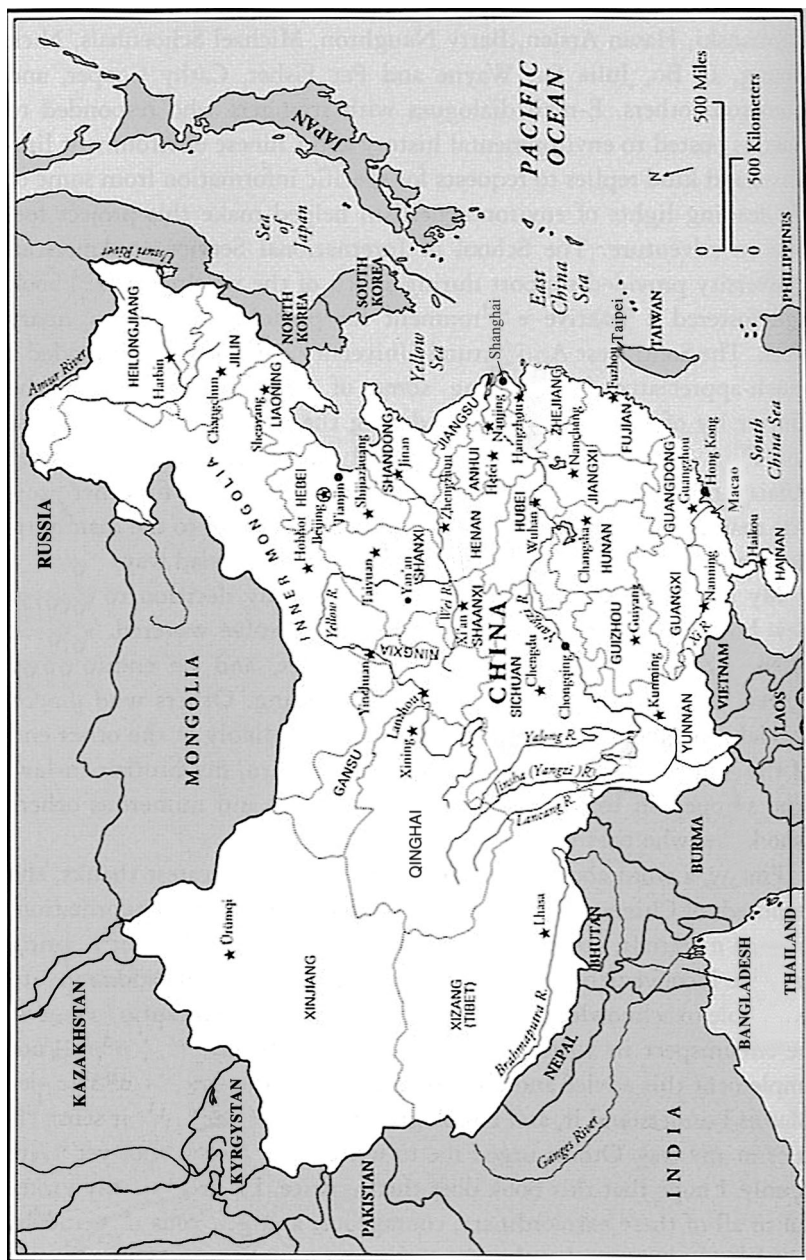 RUSSIA
KAZAKHSTAN
MONGOLIA
KYRGYSTAN
PAKISTAN
INDIA
NEPAL
BHUTAN
BANGLADESH
BURMA
THAILAND
LAOS
VIETNAM
Amur River
Ussuri River
HEILONGJIANG
Harbin
JILIN
Changchun
LIAONING
Shenyang
INNER MONGOLIA
Hohhot
HEBEI
Beijing
Tianjin
Shijiazhuang
SHANDONG
Jinan
SHANXI
Taiyuan
Yan'an
Yellow R.
NINGXIA
Yinchuan
Wei R.
Xi'an
SHAANXI
GANSU
Lanzhou
Xining
QINGHAI
XINJIANG
Ürümqi
XIZANG
(TIBET)
Lhasa
Brahmaputra R.
Ganges River
CHINA
SICHUAN
Chengdu
Chongqing
Yangzi
Yalong R.
Jinsha (Yangzi) R.
Lancang R.
HENAN
Zhengzhou
JIANGSU
Nanjing
ANHUI
Hefei
Shanghai
Hangzhou
ZHEJIANG
HUBEI
Wuhan
Nanchang
JIANGXI
Changsha
HUNAN
FUJIAN
Fuzhou
GUIZHOU
Guiyang
YUNNAN
Kunming
GUANGXI
Nanning
Xi R.
GUANGDONG
Guangzhou
Hong Kong
Macao
HAINAN
Haikou
South
China Sea
Taipei
TAIWAN
PHILIPPINES
East
China
Sea
Yellow
Sea
NORTH
KOREA
SOUTH
KOREA
Sea
of
Japan
JAPAN
PACIFIC
OCEAN
N
0 500 Miles
0 500 Kilometers